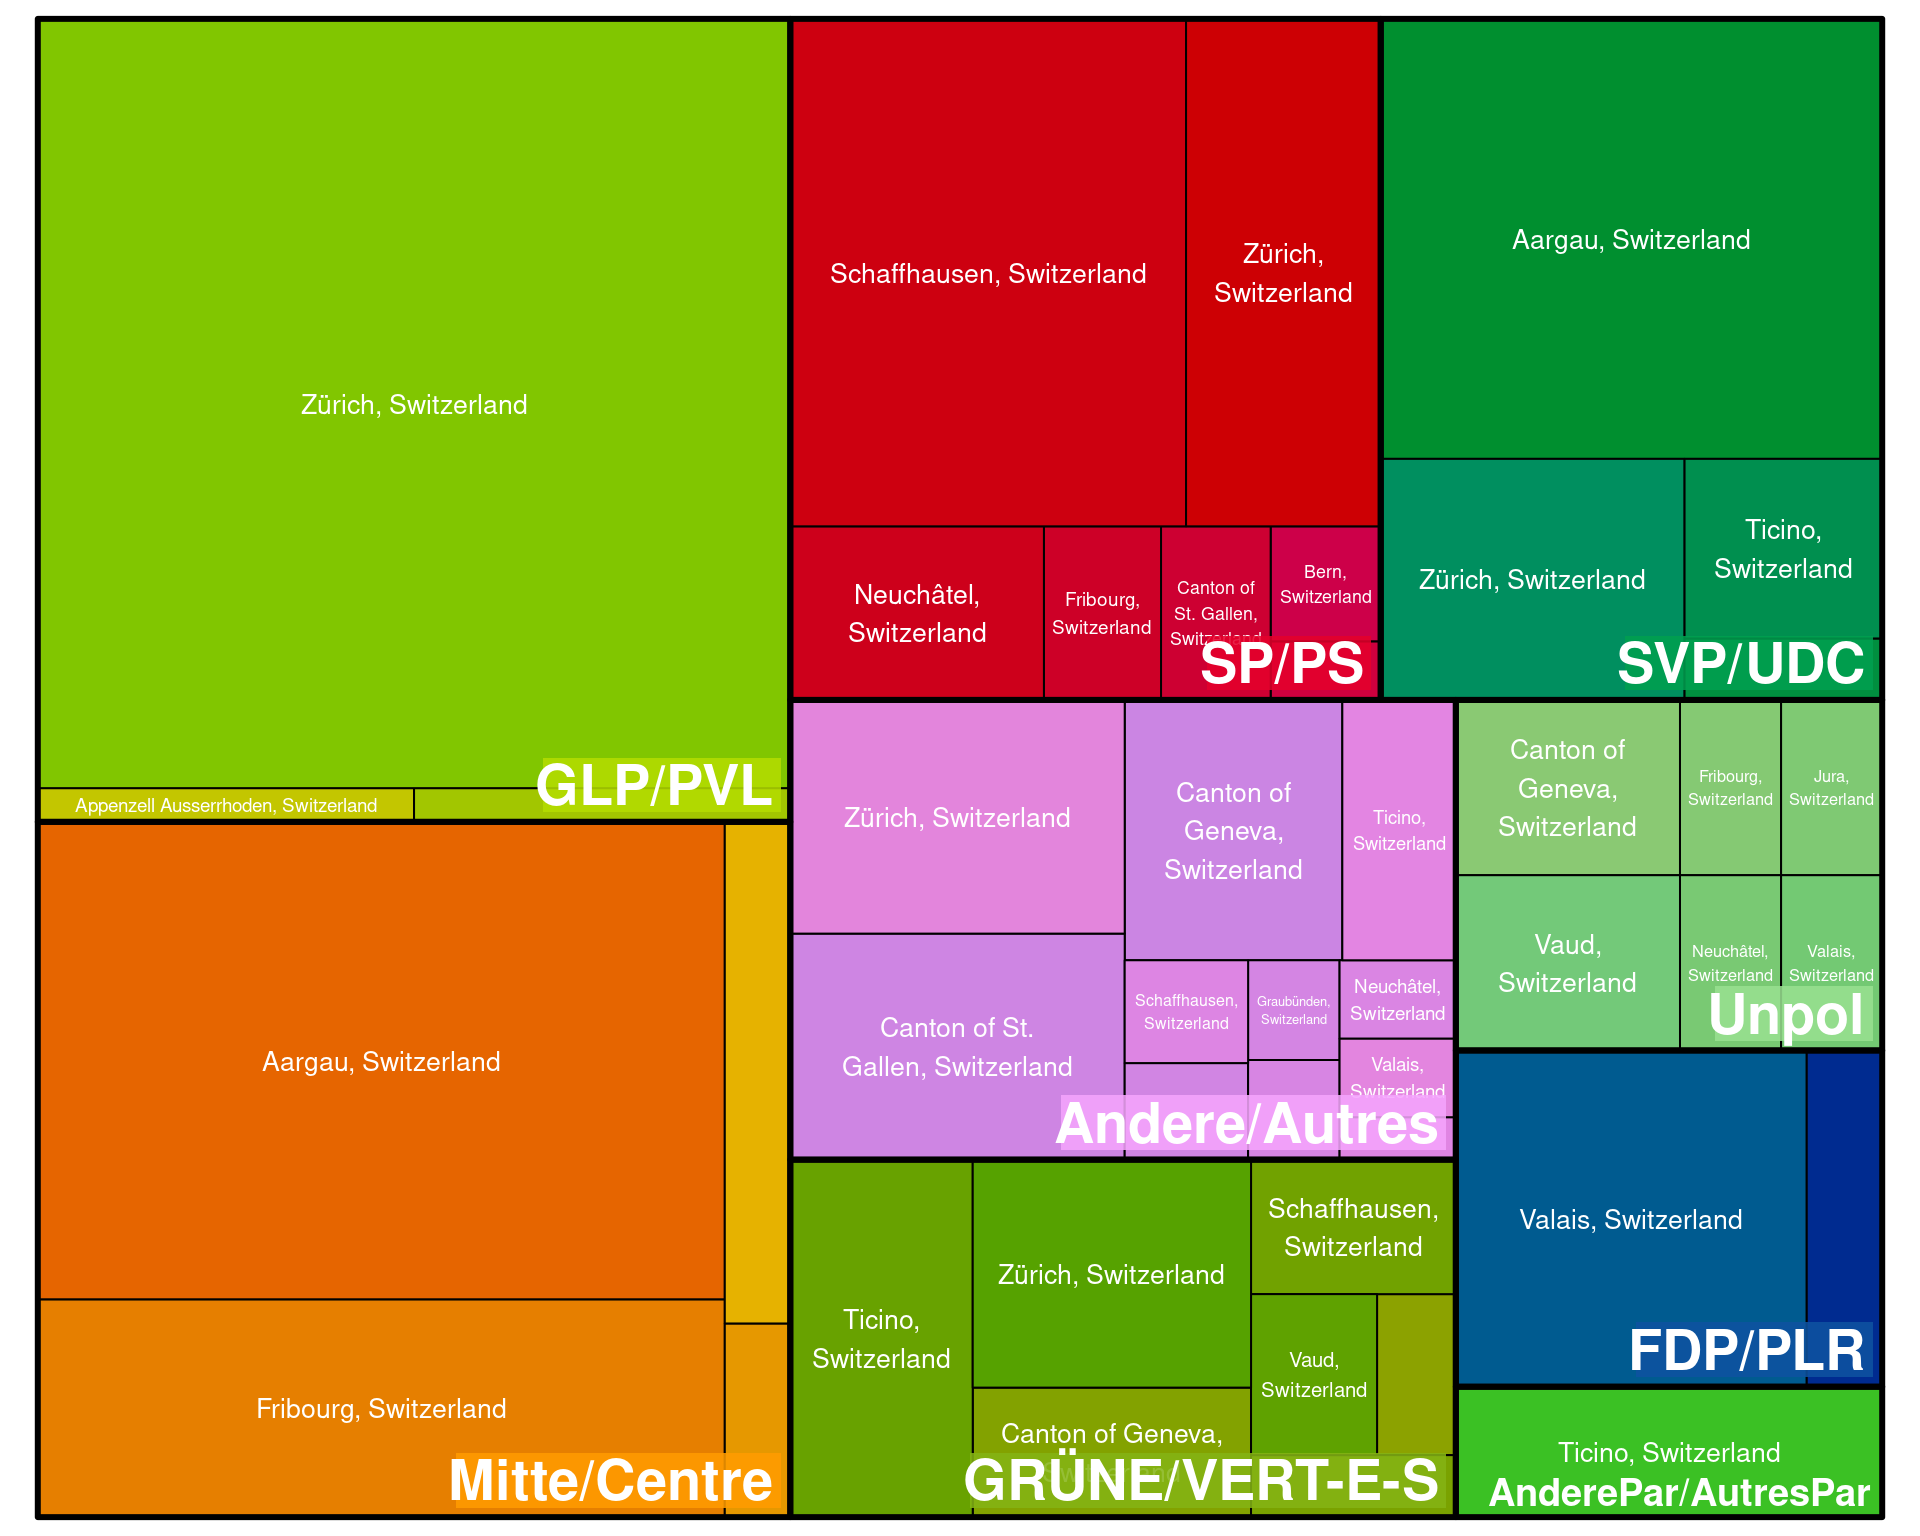 Zürich, Switzerland
Appenzell Ausserrhoden, Switzerland
GLP/PVL
Aargau, Switzerland
Fribourg, Switzerland
Mitte/Centre
Schaffhausen, Switzerland
Zürich,
Switzerland
Neuchâtel,
Switzerland
Fribourg,
Switzerland
Canton of
St. Gallen,
Switzerland
Bern,
Switzerland
SP/PS
Aargau, Switzerland
Zürich, Switzerland
Ticino,
Switzerland
SVP/UDC
Zürich, Switzerland
Canton of
Geneva,
Switzerland
Ticino,
Switzerland
Canton of St.
Gallen, Switzerland
Schaffhausen,
Switzerland
Graubünden,
Switzerland
Neuchâtel,
Switzerland
Valais,
Switzerland
Andere/Autres
Canton of
Geneva,
Switzerland
Fribourg,
Switzerland
Jura,
Switzerland
Vaud,
Switzerland
Neuchâtel,
Switzerland
Valais,
Switzerland
Unpol
Ticino,
Switzerland
Zürich, Switzerland
Schaffhausen,
Switzerland
Vaud,
Switzerland
Canton of Geneva,
GRÜNE/VERT-E-S
Valais, Switzerland
FDP/PLR
Ticino, Switzerland
AnderePar/AutresPar